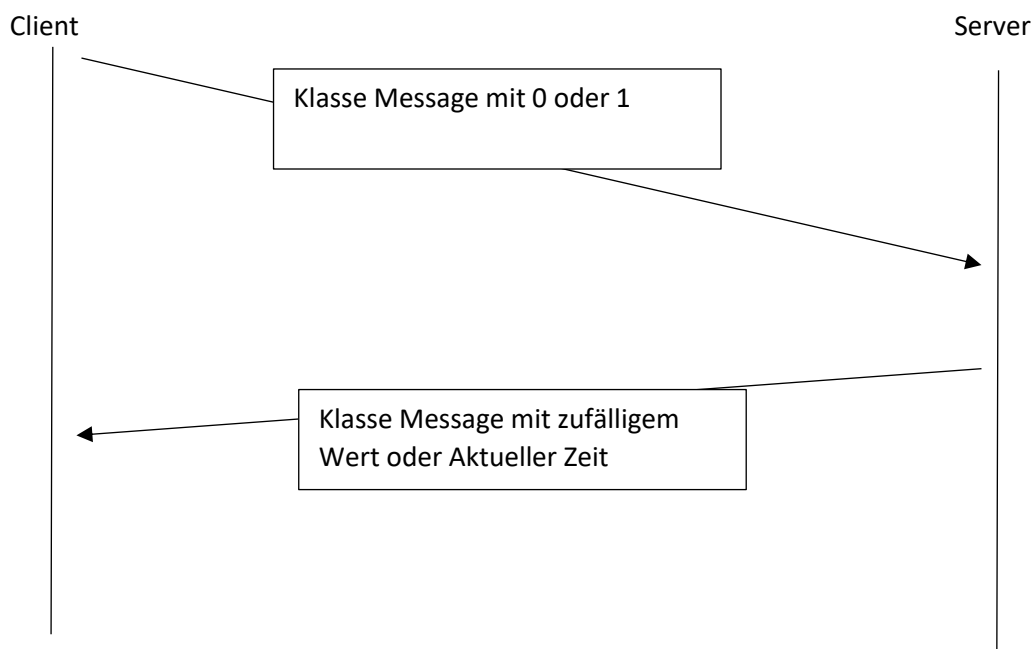 Client
Server
Klasse Message mit 0 oder 1
Klasse Message mit zufälligem
Wert oder Aktueller Zeit